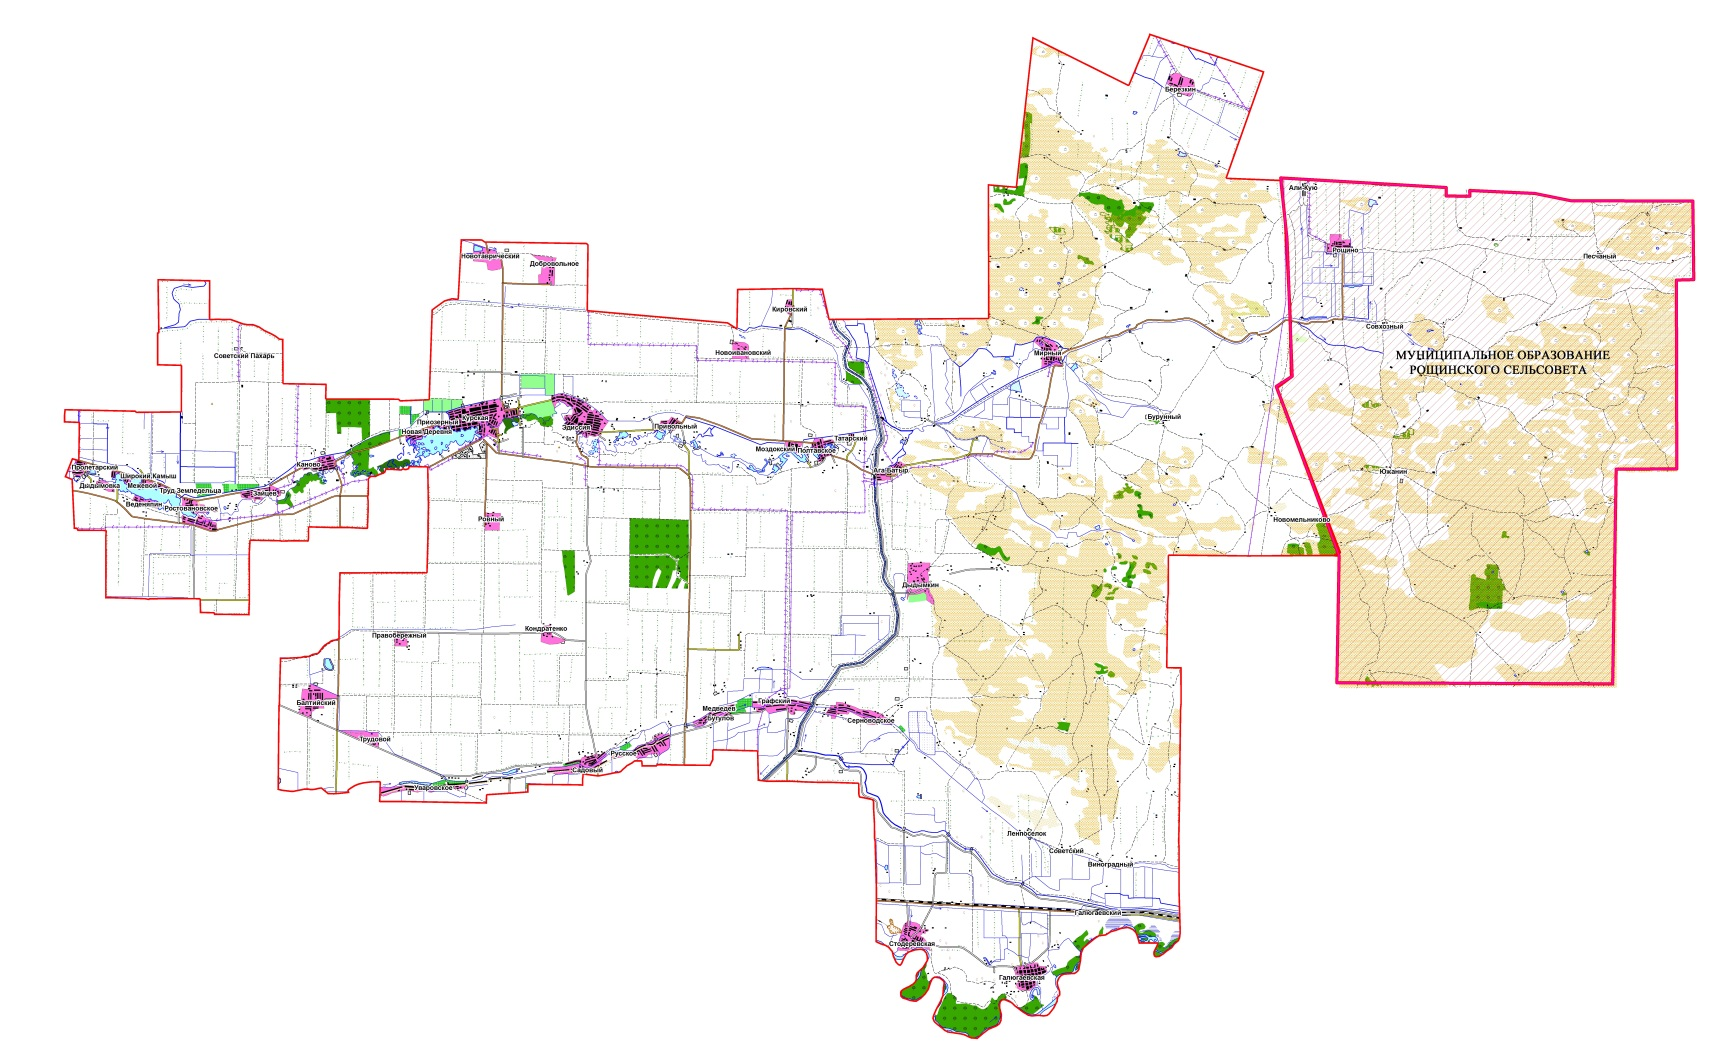 Березкин
Али-Кую
Рощино
Песчаный
Новотаврический
Добровольное
Кировский
Совхозный
Новоивановский
Мирный
Советский Пахарь
МУНИЦИПАЛЬНОЕ ОБРАЗОВАНИЕ
РОЩИНСКОГО СЕЛЬСОВЕТА
Бурунный
Курская
Приозерный
Новая Деревня
Эдиссия
Привольный
Татарский
Моздокский
Полтавское
Ага-Батыр
Каново
Пролетарский
Широкий Камыш
Дыдымовка
Межевой
Труд Земледельца
Зайцев
Веденяпин
Ростовановское
Южанин
Ровный
Новомельниково
Дыдымкин
Правобережный
Кондратенко
Балтийский
Графский
Медведев
Бугулов
Серноводское
Трудовой
Русское
Садовый
Уваровское
Ленпоселок
Советский
Виноградный
Галюгаевский
Стодеревская
Галюгаевская